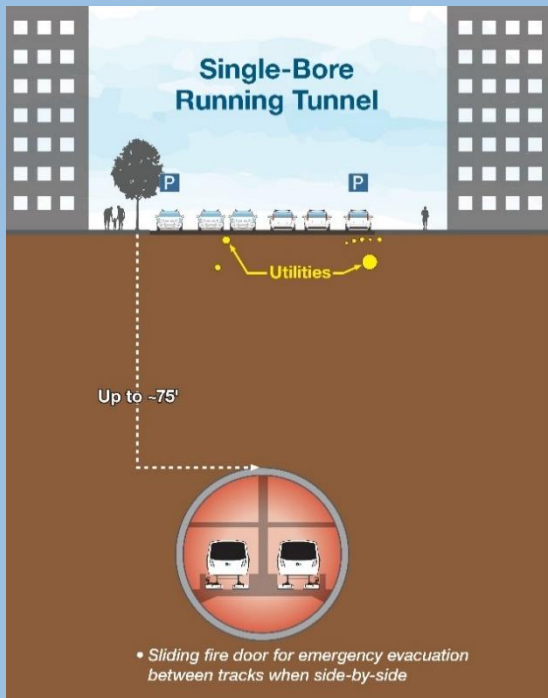 Single-Bore
Running Tunnel
P
P
Utilities
Up to ~75'
• Sliding fire door for emergency evacuation
between tracks when side-by-side